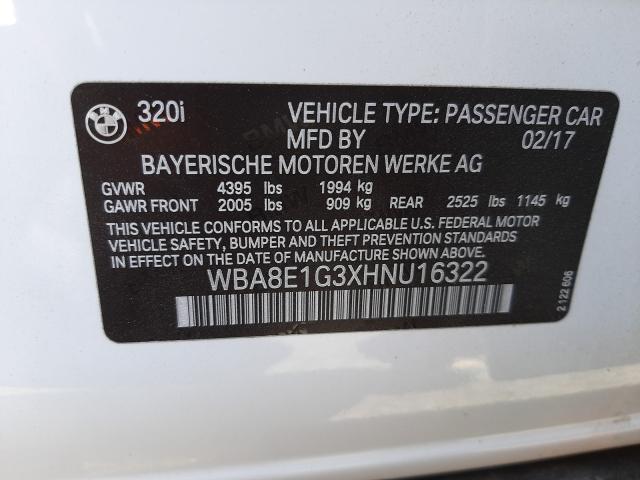 BMW
320i VEHICLE TYPE: PASSENGER CAR
MFD BY 02/17
BAYERISCHE MOTOREN WERKE AG
GVWR 4395 lbs 1994 kg
GAWR FRONT 2005 lbs 909 kg REAR 2525 lbs 1145 kg
THIS VEHICLE CONFORMS TO ALL APPLICABLE U.S. FEDERAL MOTOR
VEHICLE SAFETY, BUMPER AND THEFT PREVENTION STANDARDS
IN EFFECT ON THE DATE OF MANUFACTURE SHOWN ABOVE.
WBA8E1G3XHNU16322
2 122 606